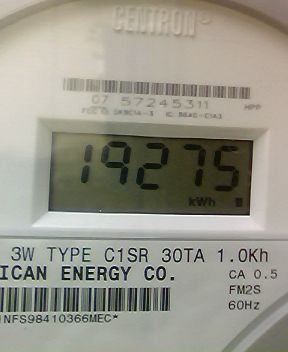 CENTRON®
07 57245311 HPP
19275
kWh
3W TYPE C1SR 30TA 1.0Kh
ICAN ENERGY CO.
CA 0.5
FM2S
60Hz
INFS98410366MEC*